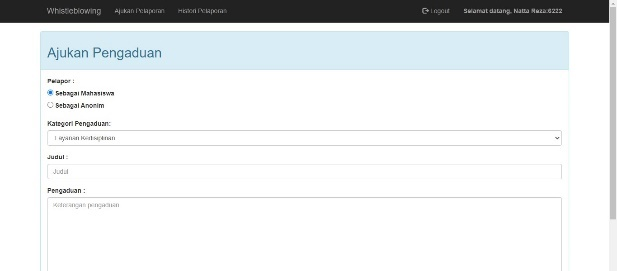 Whistleblowing Ajukan Pelaporan Histori Pelaporan Logout Selamat datang, Natta Reza:6222
Ajukan Pengaduan
Pelapor :
Sebagai Mahasiswa
Sebagai Anonim
Kategori Pengaduan:
Layanan Kedisiplinan
Judul :
Judul
Pengaduan :
Keterangan pengaduan